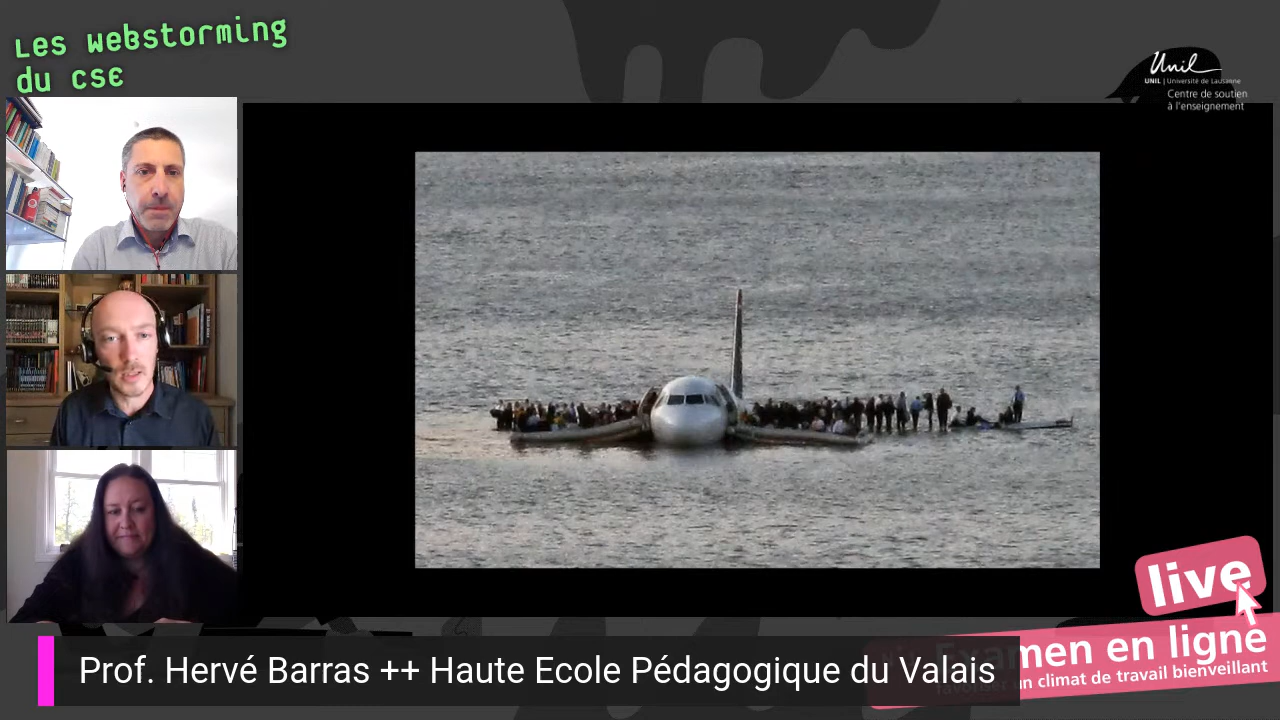 Les webstorming
du cse
Unil
UNIL | Université de Lausanne
Centre de soutien
à l'enseignement
live
Examen en ligne
un climat de travail bienveillant
Prof. Hervé Barras ++ Haute Ecole Pédagogique du Valais